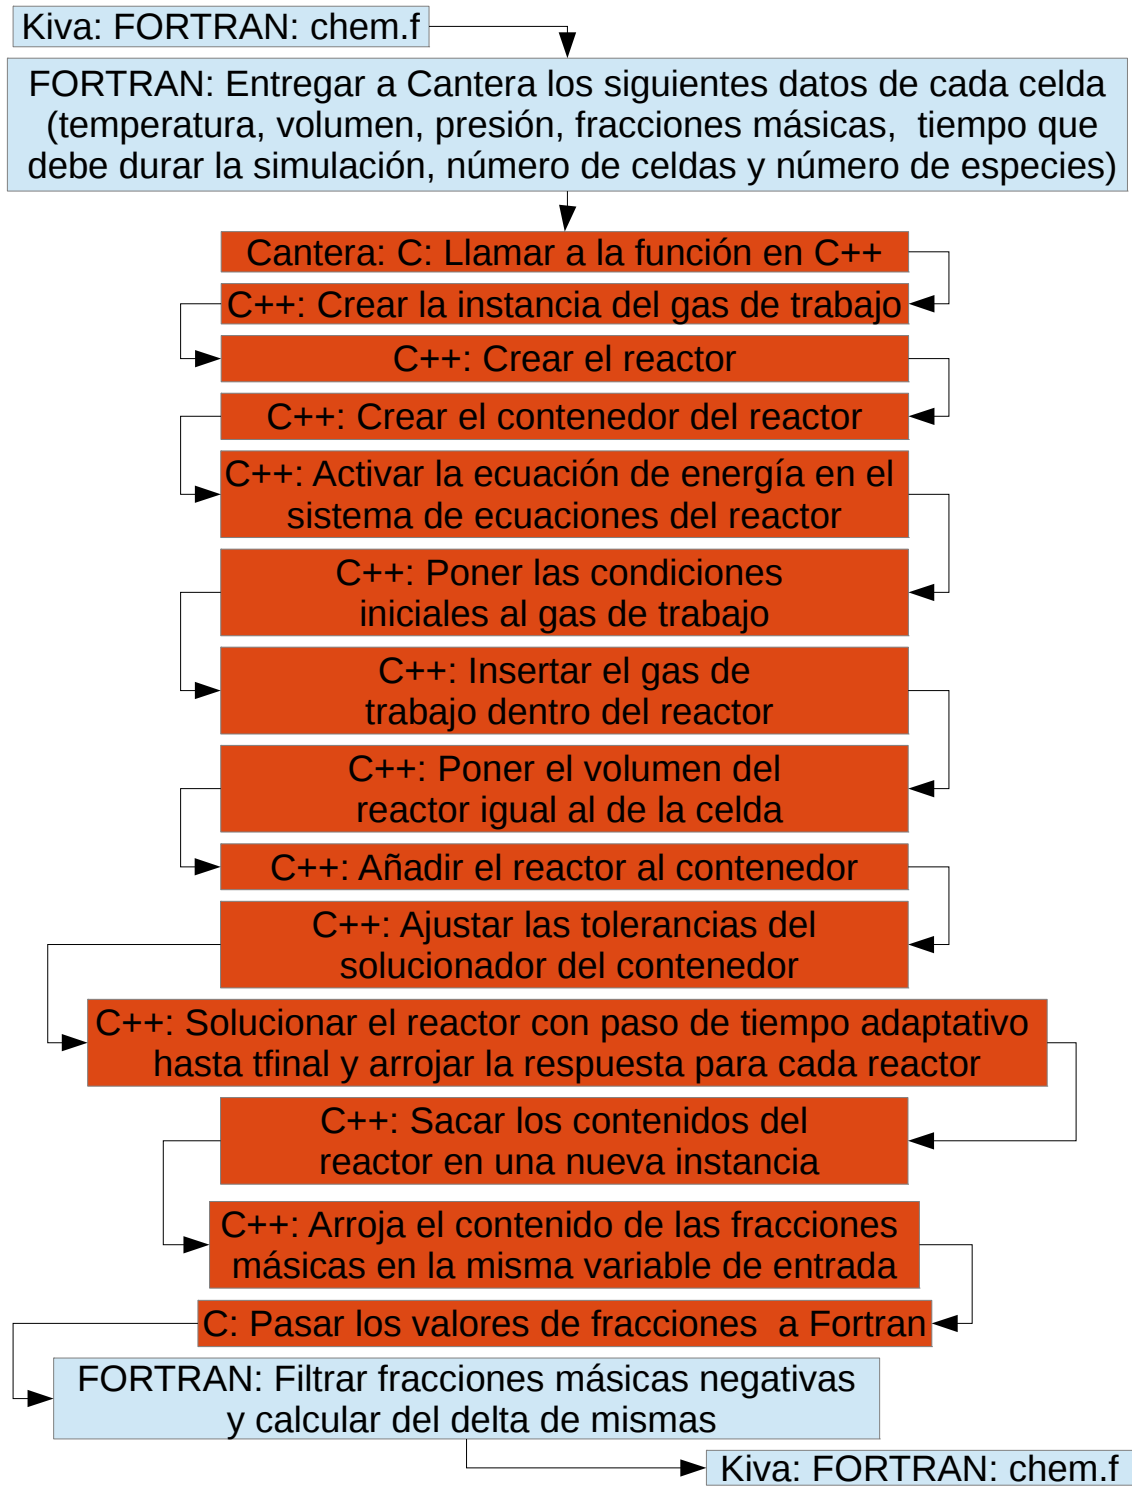 Kiva: FORTRAN: chem.f
FORTRAN: Entregar a Cantera los siguientes datos de cada celda
(temperatura, volumen, presión, fracciones másicas,  tiempo que
debe durar la simulación, número de celdas y número de especies)
Cantera: C: Llamar a la función en C++
C++: Crear la instancia del gas de trabajo
C++: Crear el reactor
C++: Crear el contenedor del reactor
C++: Activar la ecuación de energía en el
sistema de ecuaciones del reactor
C++: Poner las condiciones
iniciales al gas de trabajo
C++: Insertar el gas de
trabajo dentro del reactor
C++: Poner el volumen del
reactor igual al de la celda
C++: Añadir el reactor al contenedor
C++: Ajustar las tolerancias del
solucionador del contenedor
C++: Solucionar el reactor con paso de tiempo adaptativo
hasta tfinal y arrojar la respuesta para cada reactor
C++: Sacar los contenidos del
reactor en una nueva instancia
C++: Arroja el contenido de las fracciones
másicas en la misma variable de entrada
C: Pasar los valores de fracciones  a Fortran
FORTRAN: Filtrar fracciones másicas negativas
y calcular del delta de mismas
Kiva: FORTRAN: chem.f